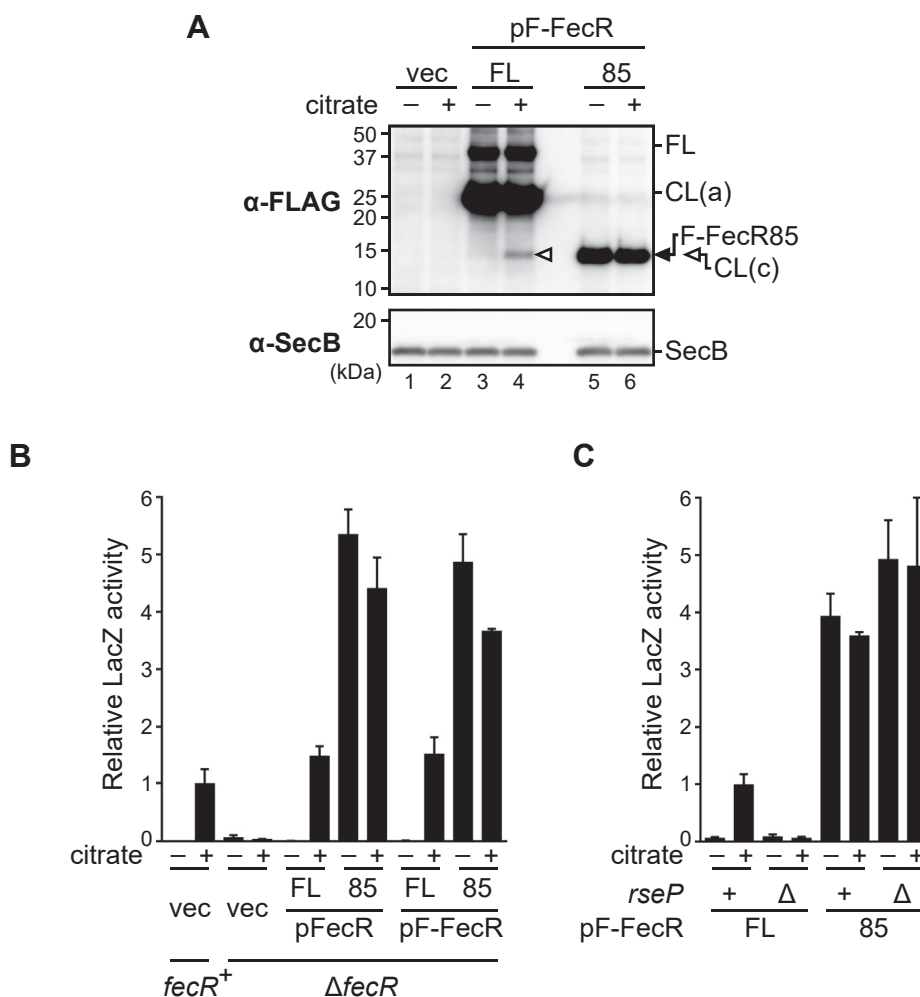 A
pF-FecR
vec FL 85
citrate – + – + – +
50
37
25
20
15
10
α-FLAG
FL
CL(a)
F-FecR85
CL(c)
20
α-SecB
SecB
(kDa) 1 2 3 4 5 6
B
Relative LacZ activity
6
5
4
3
2
1
0
citrate – + – + – + – + – + – +
FL 85 FL 85
vec vec pFecR pF-FecR
fecR+ ΔfecR
C
Relative LacZ activity
6
5
4
3
2
1
0
citrate – + – + – + – +
rseP + Δ + Δ
pF-FecR FL 85